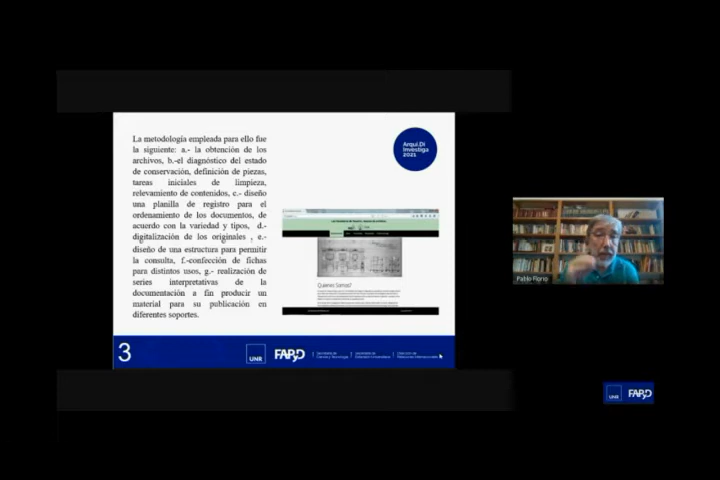 La metodología empleada para ello fue
la siguiente: a.- la obtención de los
archivos, b.-el diagnóstico del estado
de conservación, definición de piezas,
tareas iniciales de limpieza,
relevamiento de contenidos, c.- diseño
una planilla de registro para el
ordenamiento de los documentos, de
acuerdo con la variedad y tipos, d.-
digitalización de los originales , e.-
diseño de una estructura para permitir
la consulta, f.-confección de fichas
para distintos usos, g.- realización de
series interpretativas de la
documentación a fin producir un
material para su publicación en
diferentes soportes.
Arqui.Di
Investiga
2021
Quienes Somos?
3
UNR
FAPyD
Pablo Florio
UNR
FAPyD